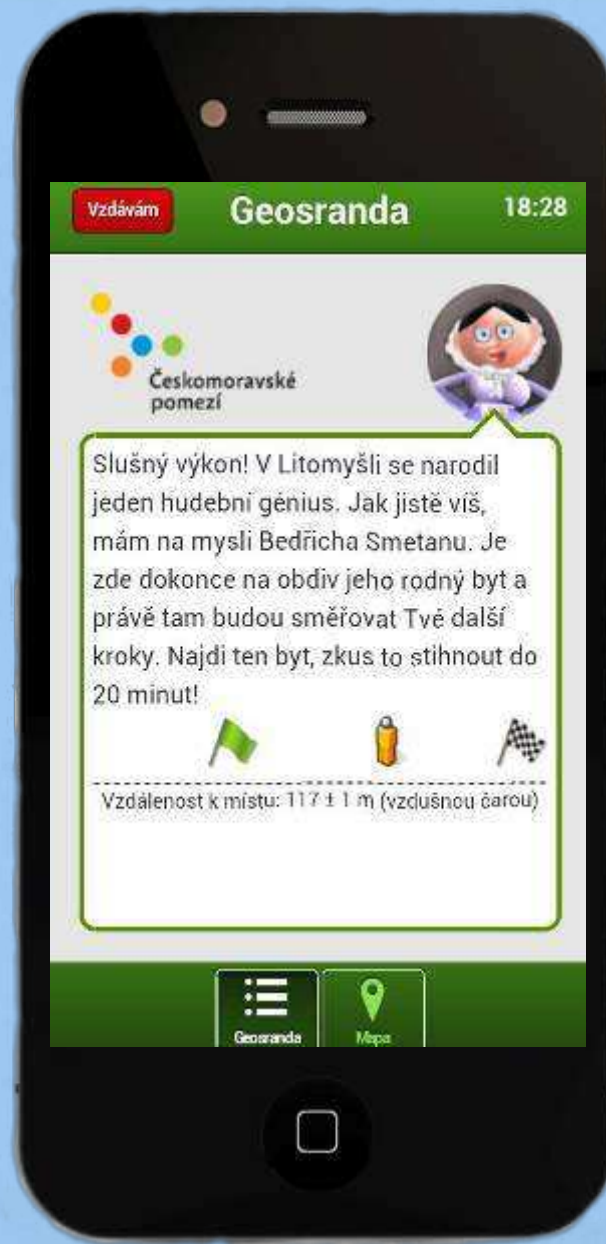 Vzdávám
Geosranda
18:28
Českomoravské
pomezí
Slušný výkon! V Litomyšli se narodil
jeden hudební génius. Jak jistě víš,
mám na mysli Bedřicha Smetanu. Je
zde dokonce na obdiv jeho rodný byt a
právě tam budou směřovat Tvé další
kroky. Najdi ten byt, zkus to stihnout do
20 minut!
Vzdálenost k místu: 117 ± 1 m (vzdušnou čarou)
Geosranda
Mapa